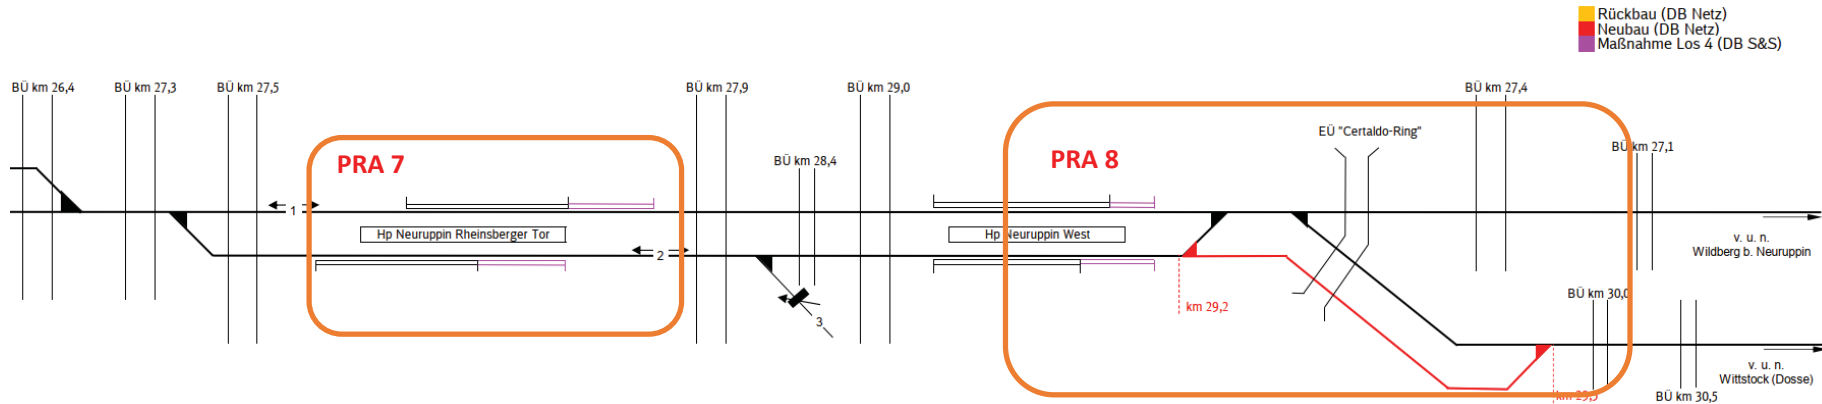 Rückbau (DB Netz)
Neubau (DB Netz)
Maßnahme Los 4 (DB S&S)
BÜ km 26,4
BÜ km 27,3
BÜ km 27,5
BÜ km 27,9
BÜ km 29,0
BÜ km 27,4
EÜ "Certaldo-Ring"
BÜ km 27,1
PRA 7
PRA 8
BÜ km 28,4
1
Hp Neuruppin Rheinsberger Tor
Hp Neuruppin West
v. u. n.
Wildberg b. Neuruppin
2
BÜ km 30,0
km 29,2
3
v. u. n.
Wittstock (Dosse)
BÜ km 30,5